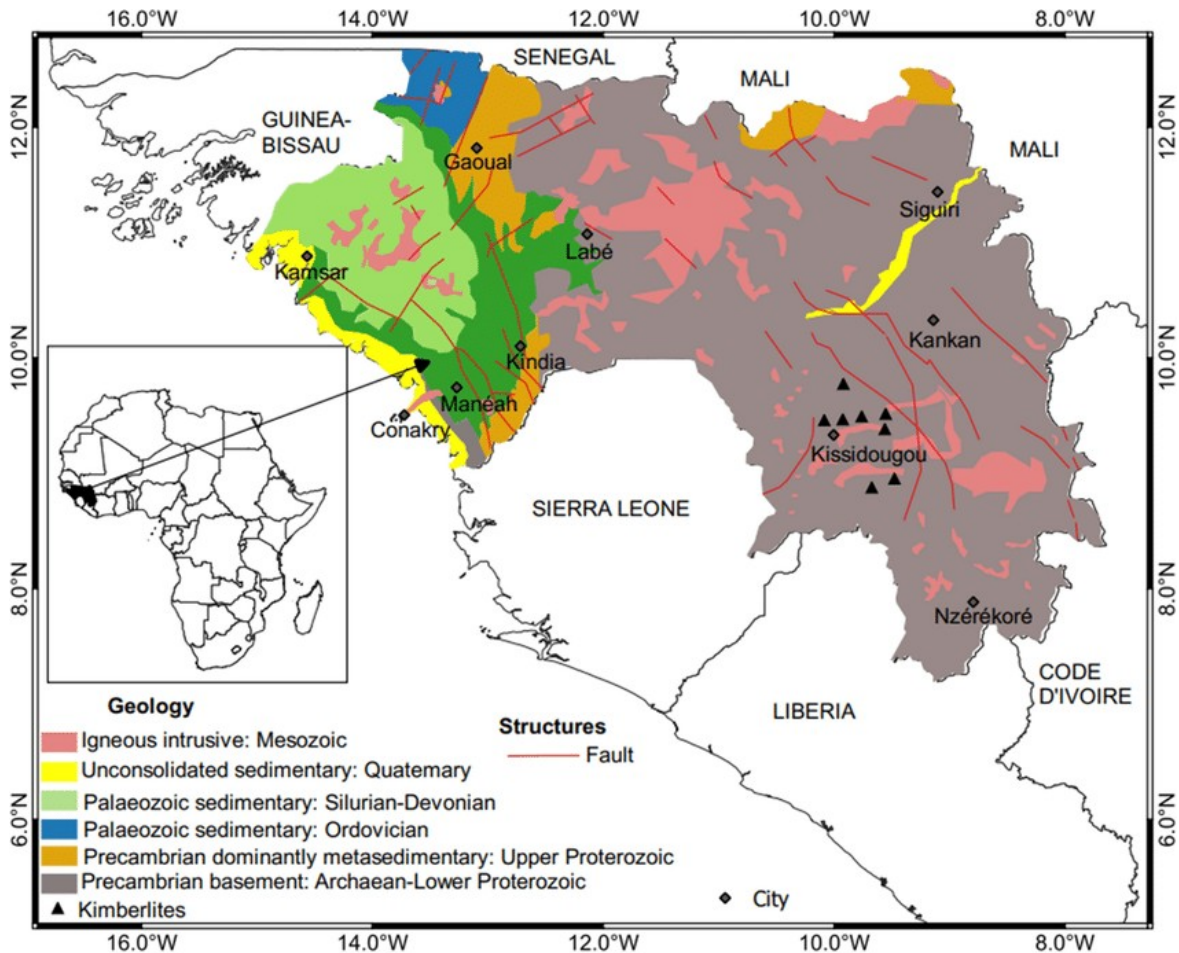 16.0°W 14.0°W 12.0°W 10.0°W 8.0°W
SENEGAL
MALI
12.0°N 12.0°N
GUINEA-
BISSAU
Gaoual
MALI
Siguiri
Labé
Kamsar
Kankan
10.0°N 10.0°N
Kindia
Maneah
Conakry
Kissidougou
SIERRA LEONE
8.0°N 8.0°N
Nzérékoré
CODE
D'IVOIRE
LIBERIA
Geology
Structures
Igneous intrusive: Mesozoic
Fault
Unconsolidated sedimentary: Quatemary
Palaeozoic sedimentary: Silurian-Devonian
6.0°N 6.0°N
Palaeozoic sedimentary: Ordovician
Precambrian dominantly metasedimentary: Upper Proterozoic
Precambrian basement: Archaean-Lower Proterozoic
Kimberlites
City
16.0°W 14.0°W 12.0°W 10.0°W 8.0°W